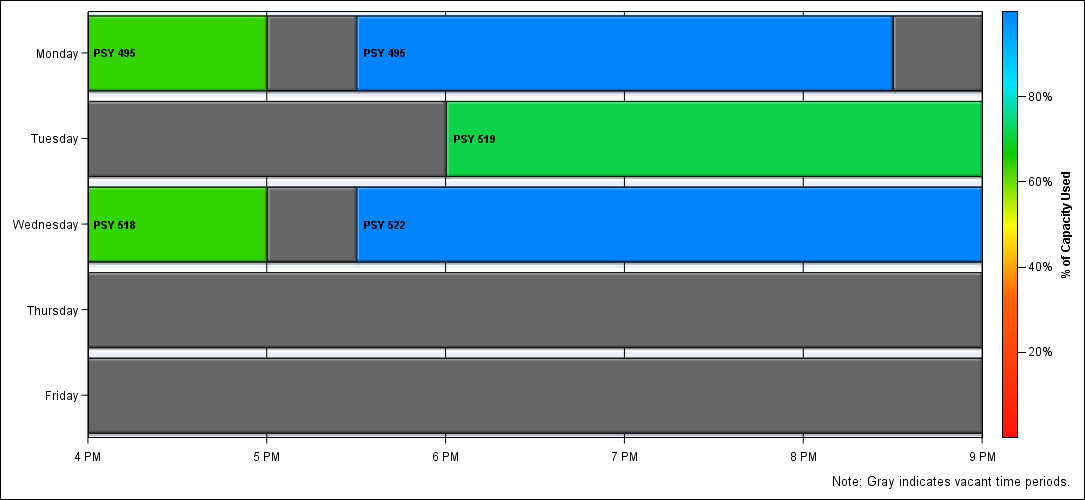 Monday
PSY 495
PSY 495
Tuesday
PSY 519
Wednesday
PSY 518
PSY 522
Thursday
Friday
4 PM
5 PM
6 PM
7 PM
8 PM
9 PM
80%
60%
40%
20%
% of Capacity Used
Note: Gray indicates vacant time periods.